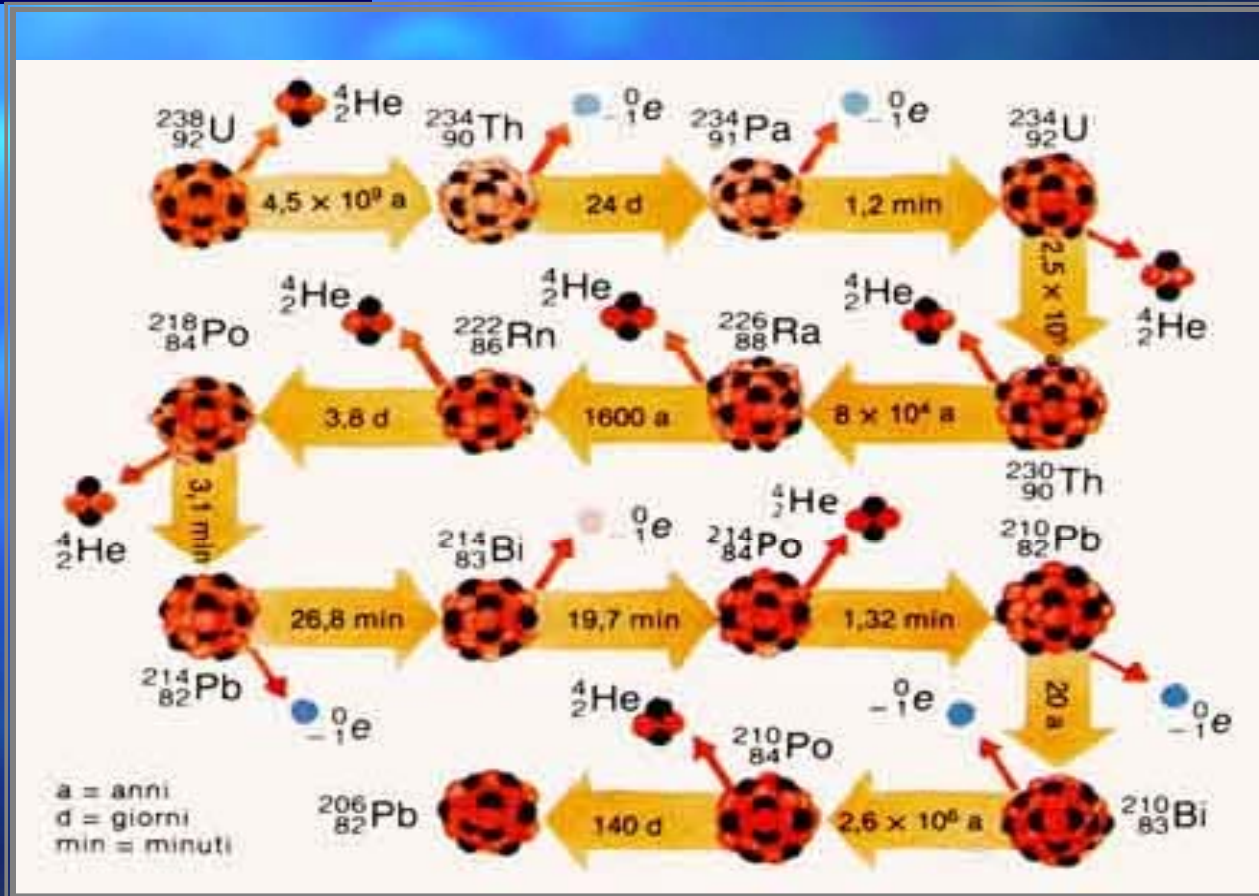 ²³⁸₉₂U
⁴₂He
²³⁴₉₀Th
⁰₋₁e
²³⁴₉₁Pa
⁰₋₁e
²³⁴₉₂U
4,5 × 10⁹ a
24 d
1,2 min
2,5 × 10
⁴₂He
²¹⁸₈₄Po
⁴₂He
²²²₈₆Rn
⁴₂He
²²⁶₈₈Ra
⁴₂He
3,8 d
1600 a
8 × 10⁴ a
²³⁰₉₀Th
⁴₂He
3,1 min
²¹⁴₈₃Bi
⁰₋₁e
²¹⁴₈₄Po
⁴₂He
²¹⁰₈₂Pb
26,8 min
19,7 min
1,32 min
²¹⁴₈₂Pb
⁰₋₁e
20 a
⁰₋₁e
⁴₂He
²¹⁰₈₄Po
⁰₋₁e
²⁰⁶₈₂Pb
140 d
2,6 × 10⁶ a
²¹⁰₈₃Bi
a = anni
d = giorni
min = minuti